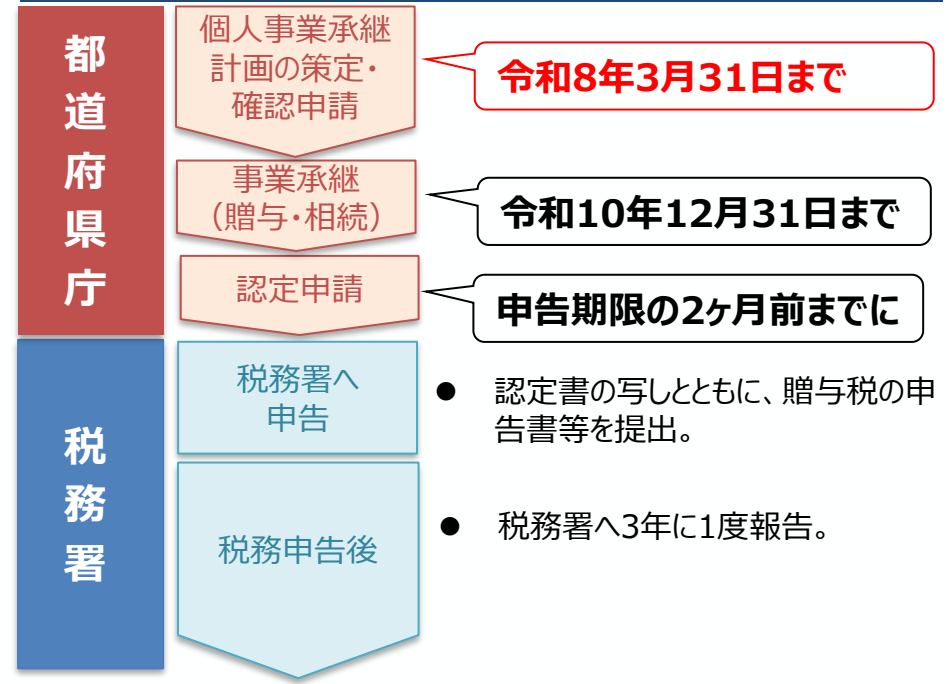 都道府県庁
個人事業承継
計画の策定・
確認申請
令和8年3月31日まで
事業承継
（贈与・相続）
令和10年12月31日まで
認定申請
申告期限の2ヶ月前までに
税務署
税務署へ
申告
● 認定書の写しとともに、贈与税の申
告書等を提出。
税務申告後
● 税務署へ3年に1度報告。